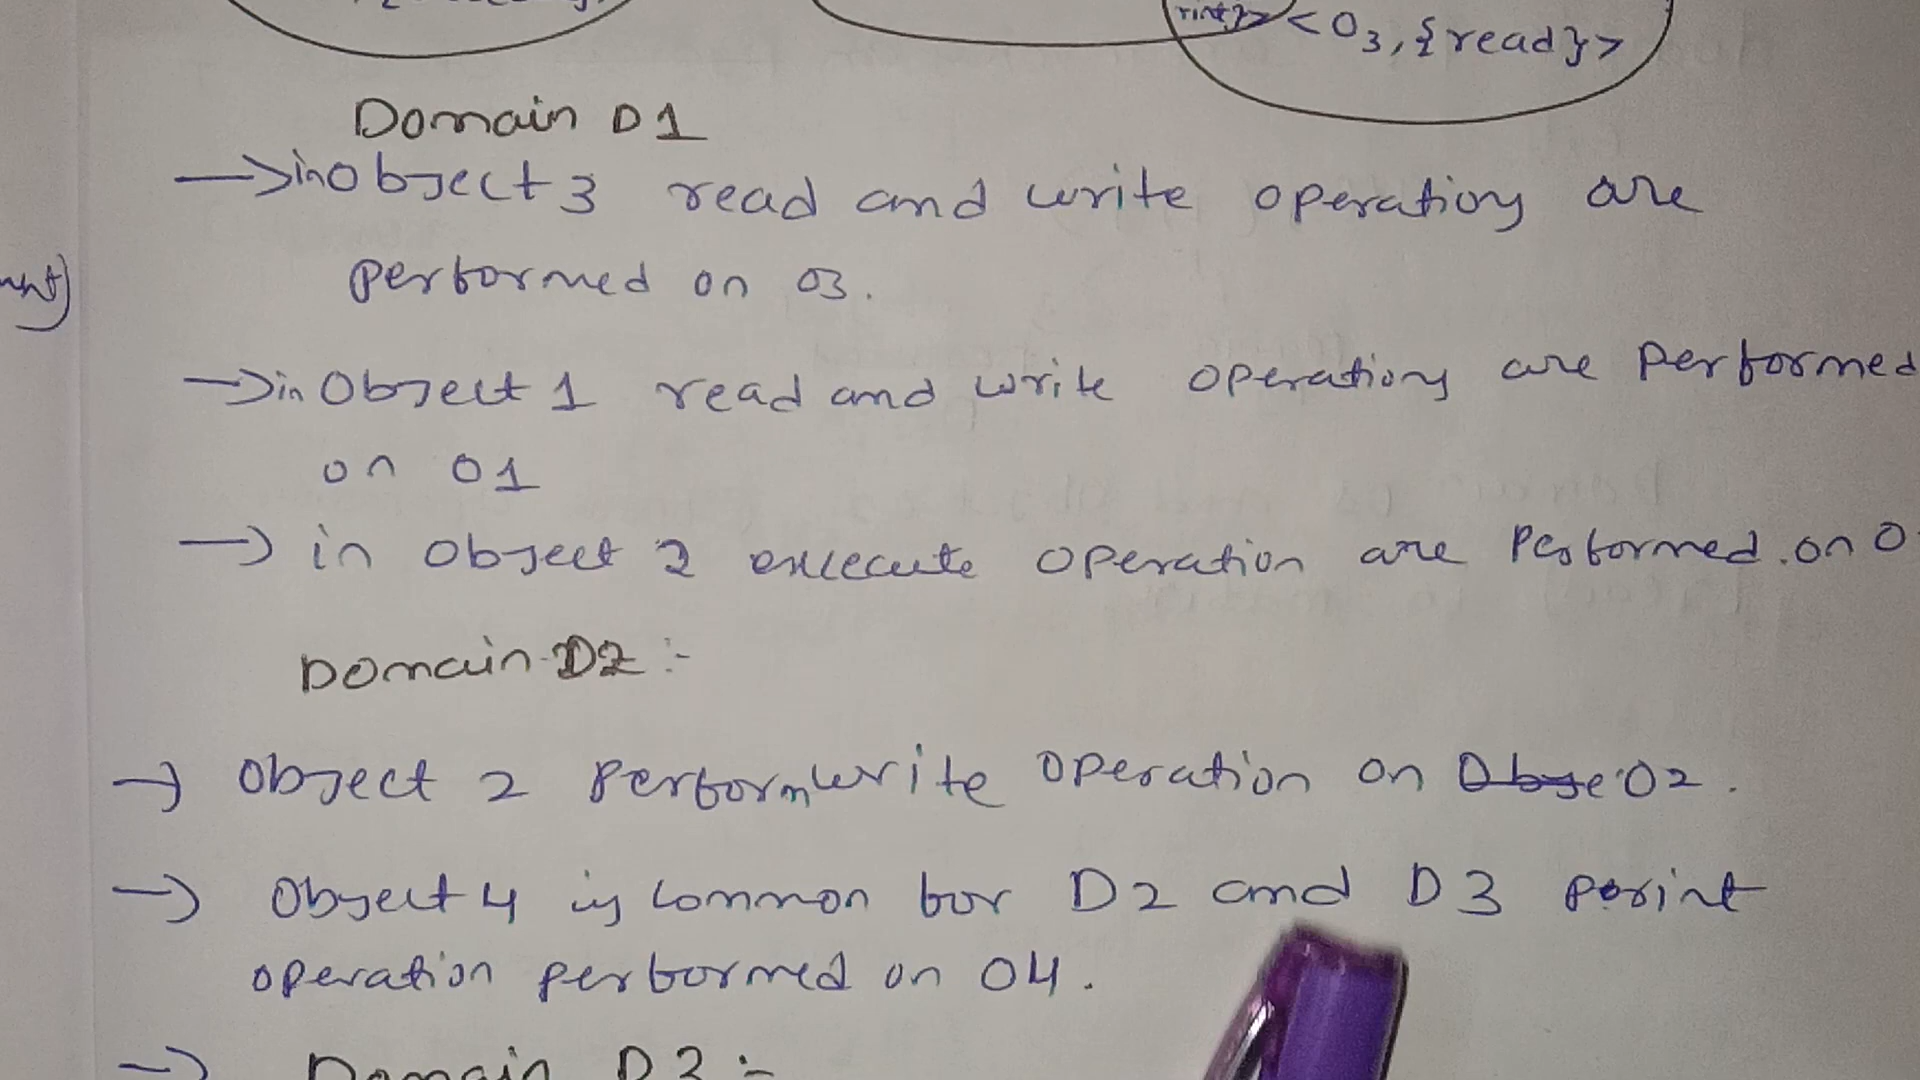 <O3,{read}>
Domain D1
→in Object 3 read and write operations are
performed on O3.
→in Object 1 read and write operations are performed
on O1
→ in Object 2 execute operation are Performed on O
Domain D2 :-
→ Object 2 perform write operation on O2.
→ Object 4 is common for D2 and D3 print
operation performed on O4.
→ Domain D3 :-